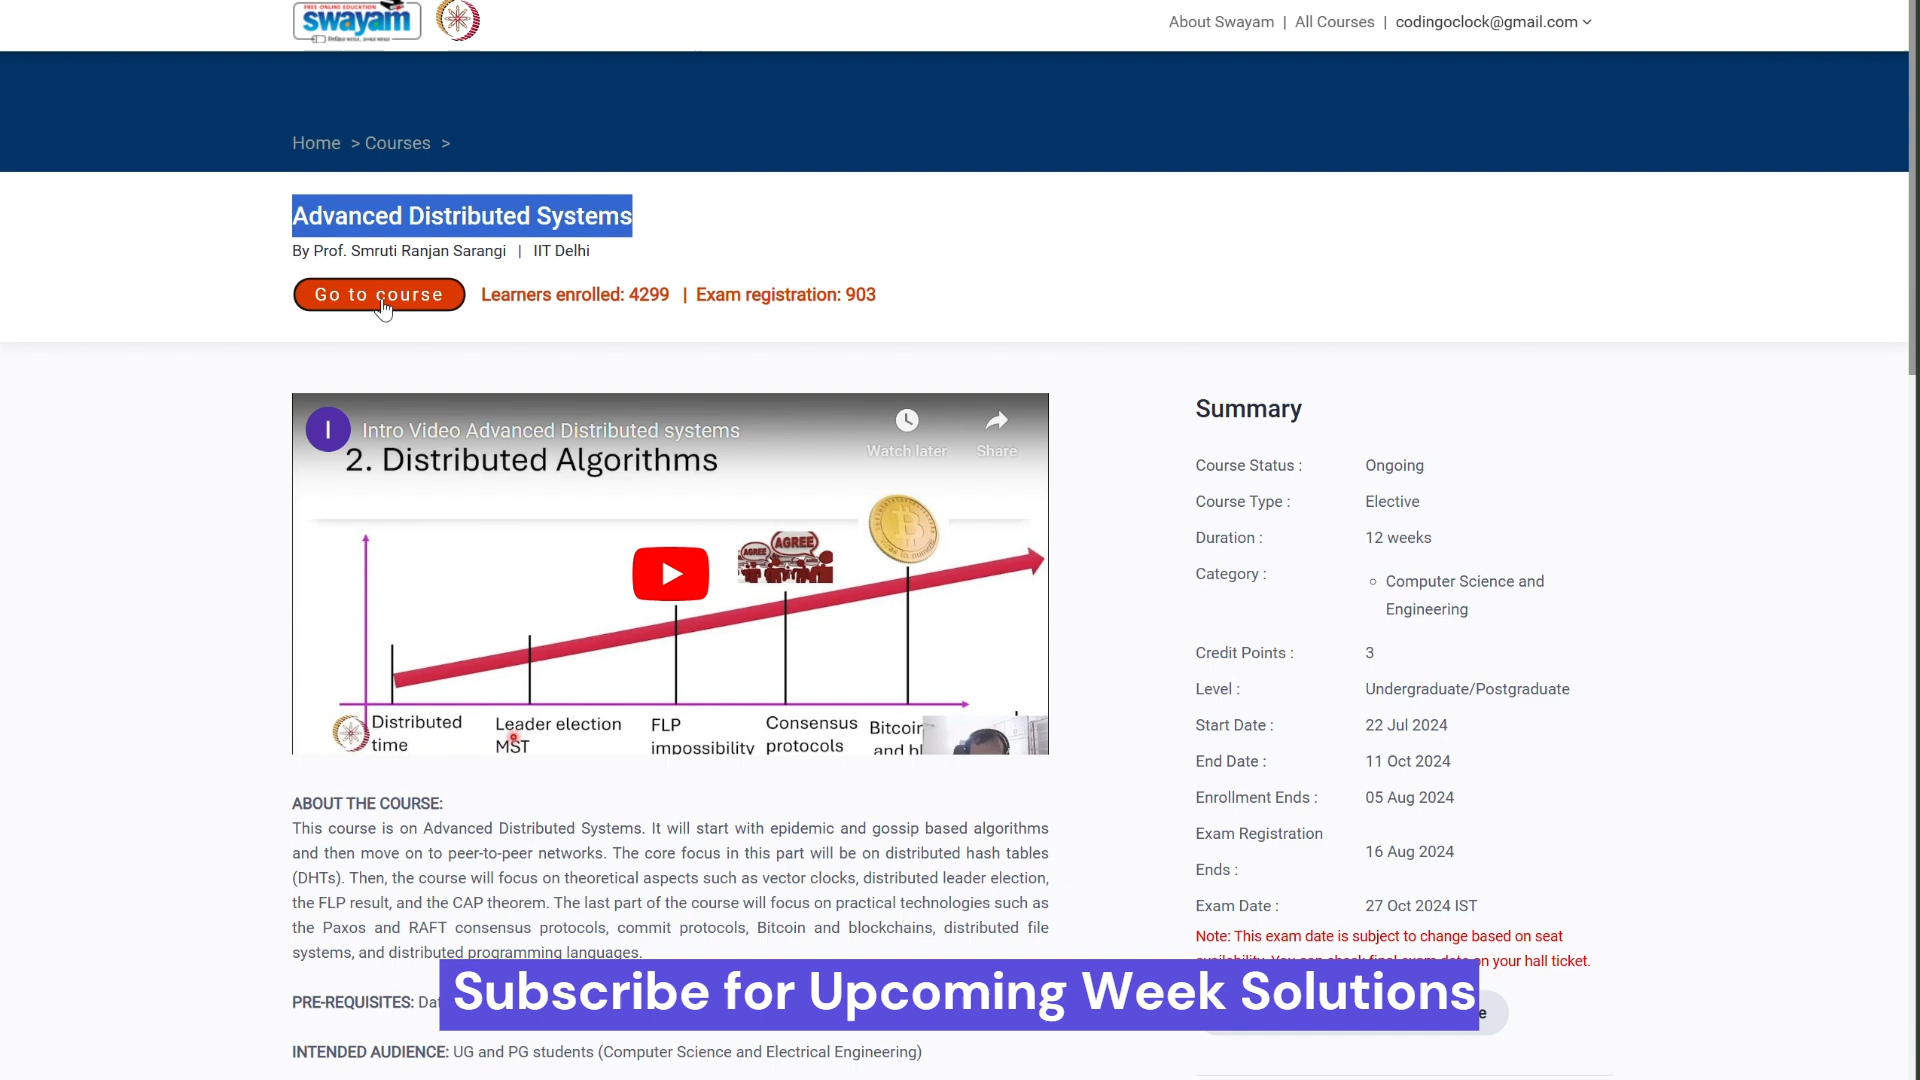 FREE ONLINE EDUCATION
swayam
About Swayam | All Courses | codingoclock@gmail.com
Home > Courses >
Advanced Distributed Systems
By Prof. Smruti Ranjan Sarangi | IIT Delhi
Go to course
Learners enrolled: 4299 | Exam registration: 903
I
Intro Video Advanced Distributed systems
Watch later
Share
2. Distributed Algorithms
AGREE
AGREE
Distributed time
Leader election MST
FLP impossibility
Consensus protocols
Bitcoin
ABOUT THE COURSE:
This course is on Advanced Distributed Systems. It will start with epidemic and gossip based algorithms
and then move on to peer-to-peer networks. The core focus in this part will be on distributed hash tables
(DHTs). Then, the course will focus on theoretical aspects such as vector clocks, distributed leader election,
the FLP result, and the CAP theorem. The last part of the course will focus on practical technologies such as
the Paxos and RAFT consensus protocols, commit protocols, Bitcoin and blockchains, distributed file
systems, and distributed programming languages.
PRE-REQUISITES:
INTENDED AUDIENCE: UG and PG students (Computer Science and Electrical Engineering)
Summary
Course Status : Ongoing
Course Type : Elective
Duration : 12 weeks
Category :
Computer Science and
Engineering
Credit Points : 3
Level : Undergraduate/Postgraduate
Start Date : 22 Jul 2024
End Date : 11 Oct 2024
Enrollment Ends : 05 Aug 2024
Exam Registration
Ends :
16 Aug 2024
Exam Date : 27 Oct 2024 IST
Note: This exam date is subject to change based on seat
on your hall ticket.
Subscribe for Upcoming Week Solutions